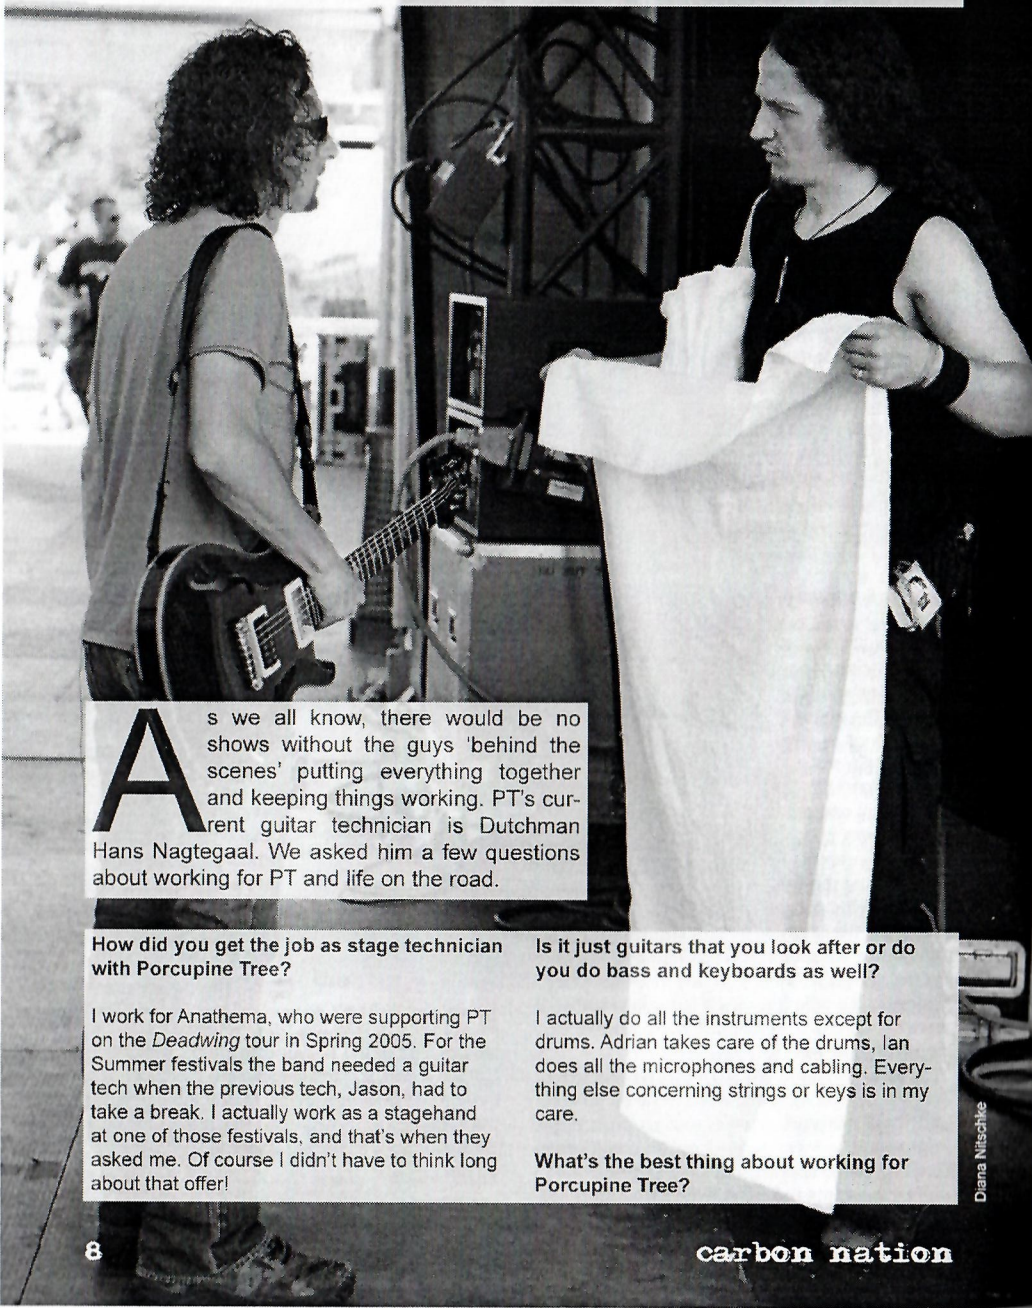 As we all know, there would be no
shows without the guys 'behind the
scenes' putting everything together
and keeping things working. PT's cur-
rent guitar technician is Dutchman
Hans Nagtegaal. We asked him a few questions
about working for PT and life on the road.
How did you get the job as stage technician
with Porcupine Tree?
I work for Anathema, who were supporting PT
on the Deadwing tour in Spring 2005. For the
Summer festivals the band needed a guitar
tech when the previous tech, Jason, had to
take a break. I actually work as a stagehand
at one of those festivals, and that's when they
asked me. Of course I didn't have to think long
about that offer!
Is it just guitars that you look after or do
you do bass and keyboards as well?
I actually do all the instruments except for
drums. Adrian takes care of the drums, Ian
does all the microphones and cabling. Every-
thing else concerning strings or keys is in my
care.
What's the best thing about working for
Porcupine Tree?
Diana Nitschke
8
carbon nation